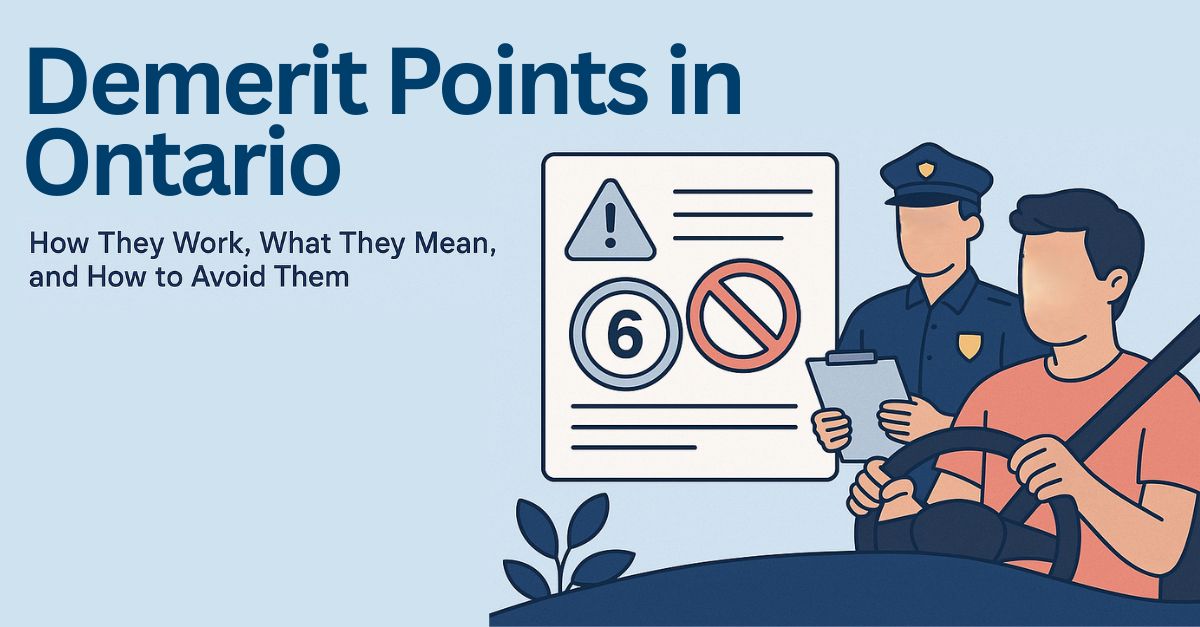 Demerit Points in
Ontario
How They Work, What They Mean,
and How to Avoid Them
!
6